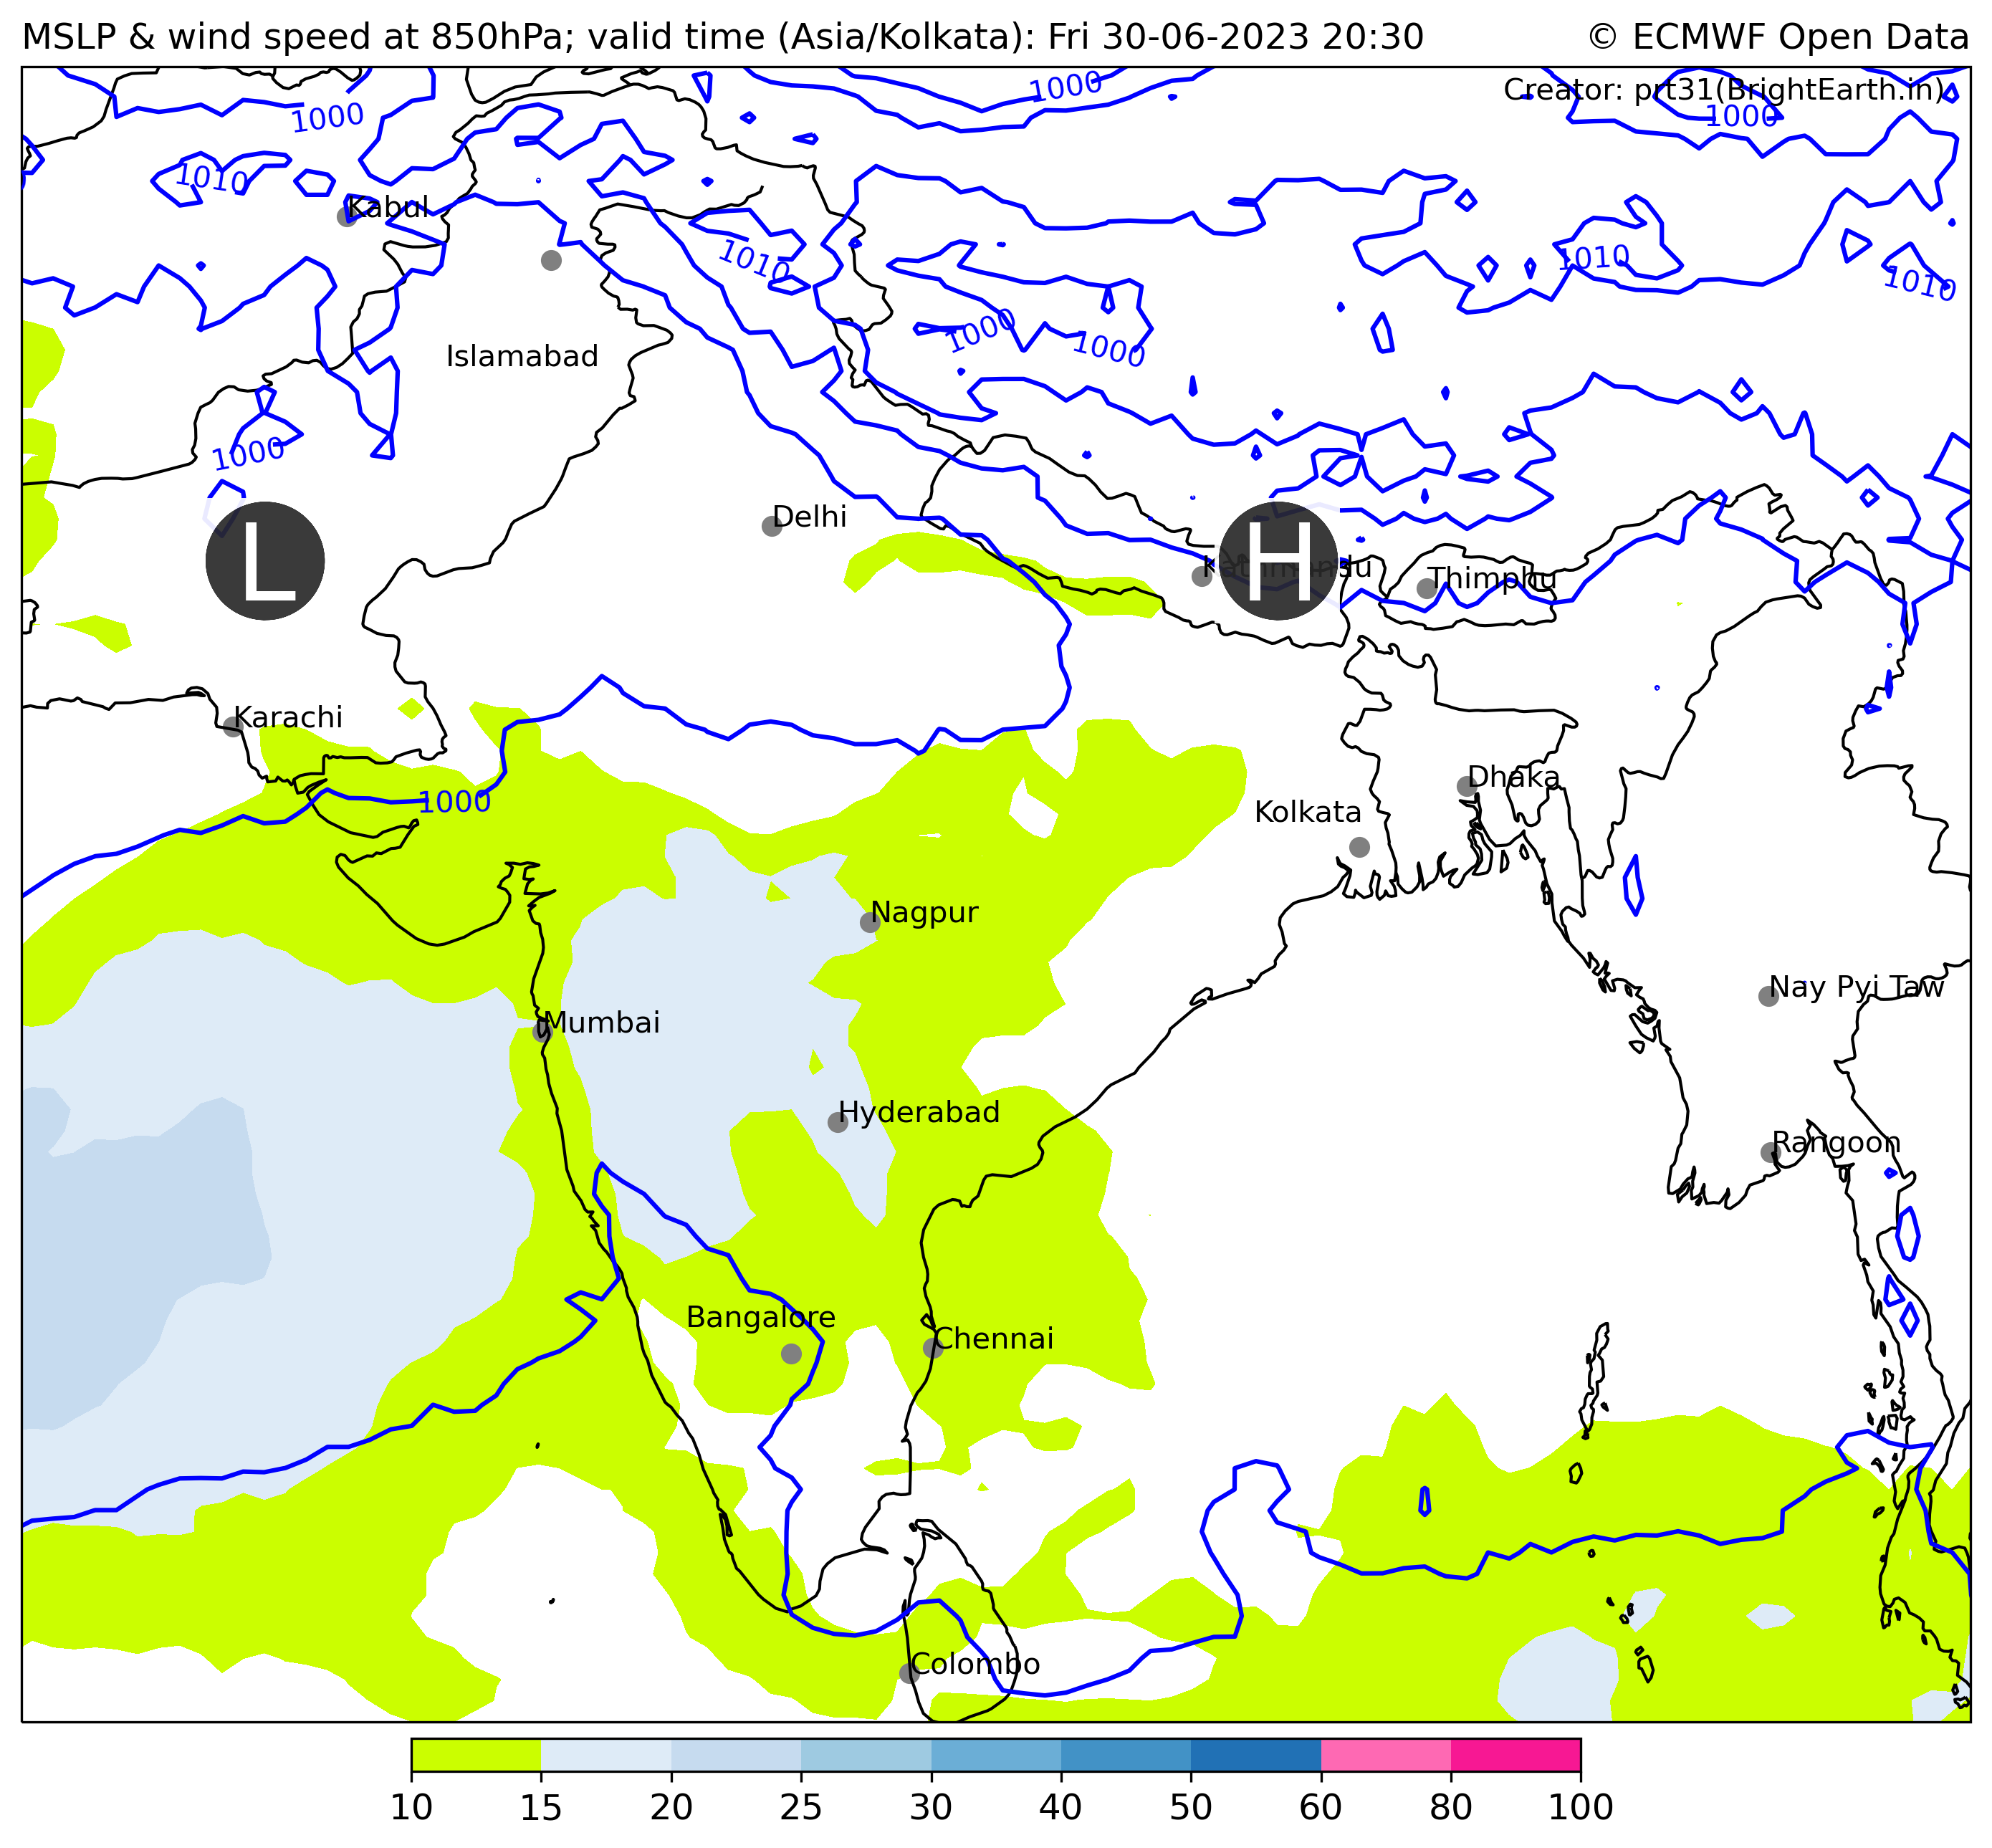 MSLP & wind speed at 850hPa; valid time (Asia/Kolkata): Fri 30-06-2023 20:30
© ECMWF Open Data
Creator: prt31(BrightEarth.in)
1000
1000
1000
1010
Kabul
1010
1010
1010
1000
1000
Islamabad
1000
Delhi
L
H
Kathmandu
Thimphu
Karachi
Dhaka
1000
Kolkata
Nagpur
Nay Pyi Taw
Mumbai
Hyderabad
Rangoon
Bangalore
Chennai
Colombo
10 15 20 25 30 40 50 60 80 100